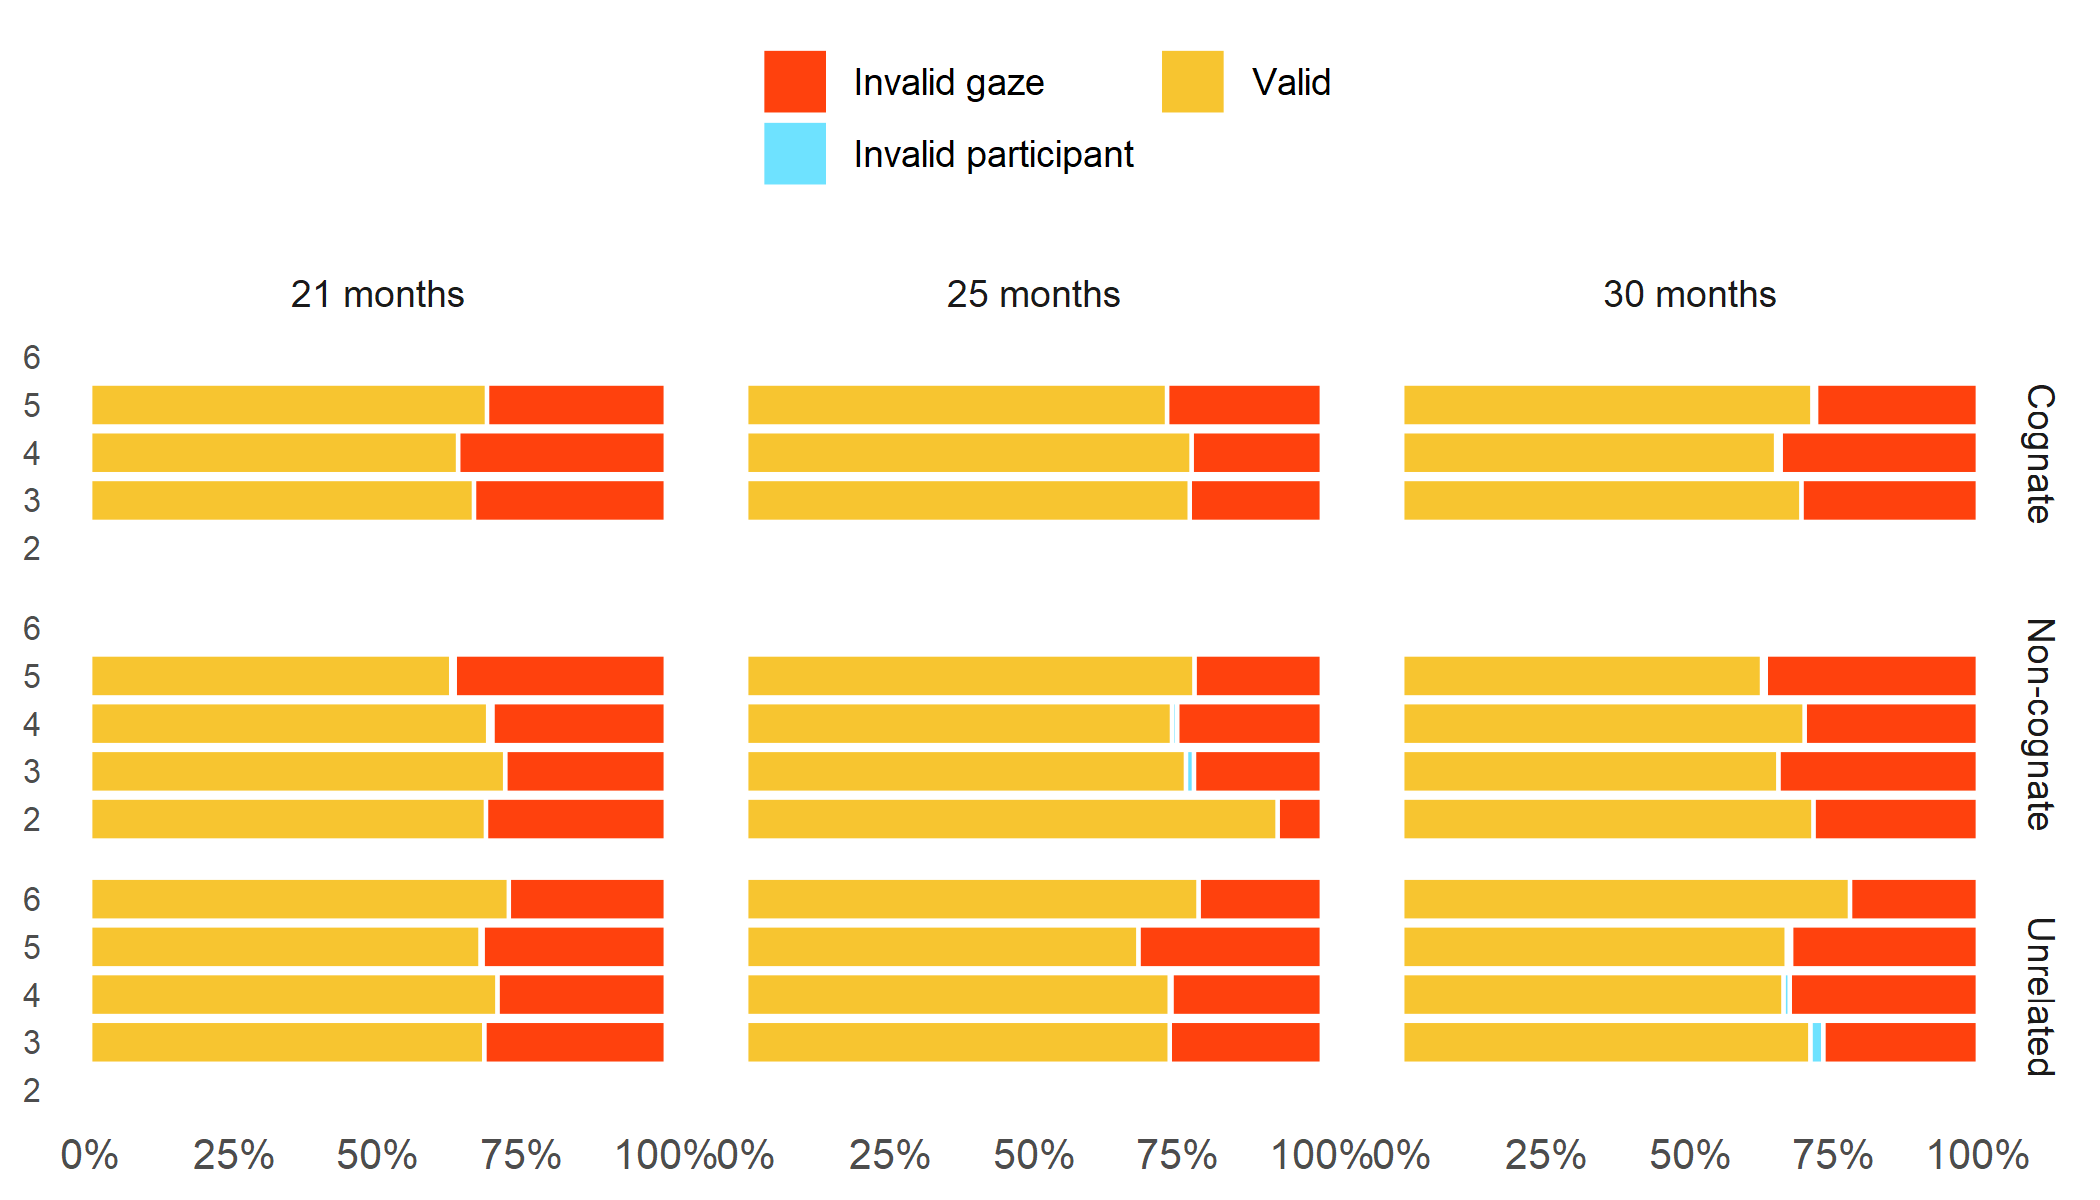 Invalid gaze Valid
Invalid participant
21 months 25 months 30 months
6
5
4
3
2
Cognate
6
5
4
3
2
Non-cognate
6
5
4
3
2
Unrelated
0% 25% 50% 75% 100% 0% 25% 50% 75% 100% 0% 25% 50% 75% 100%